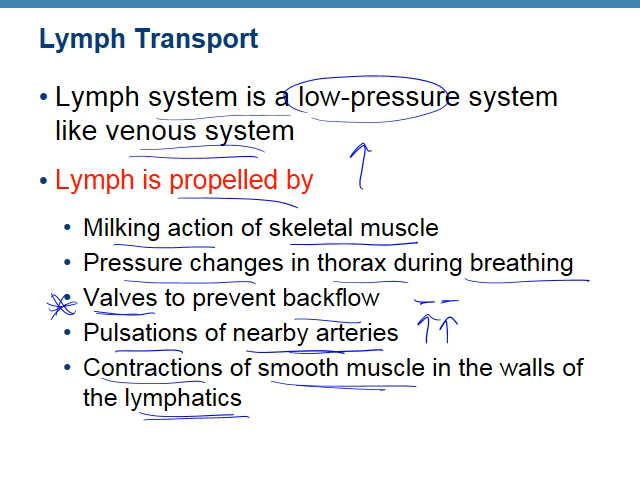 Lymph Transport
• Lymph system is a low-pressure system
like venous system
• Lymph is propelled by
• Milking action of skeletal muscle
• Pressure changes in thorax during breathing
• Valves to prevent backflow
• Pulsations of nearby arteries
• Contractions of smooth muscle in the walls of
the lymphatics